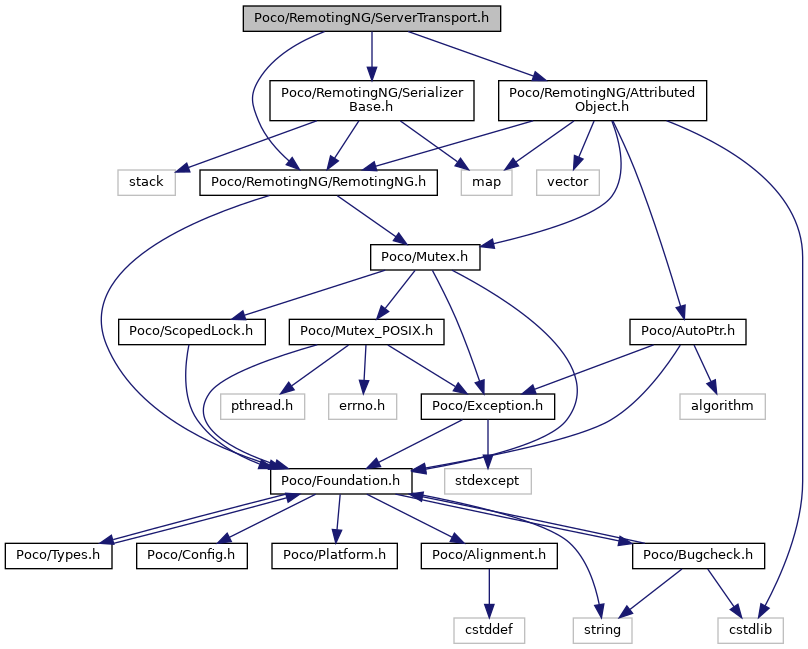 Poco/RemotingNG/ServerTransport.h
Poco/RemotingNG/Serializer
Base.h
Poco/RemotingNG/Attributed
Object.h
stack
Poco/RemotingNG/RemotingNG.h
map
vector
Poco/Mutex.h
Poco/ScopedLock.h
Poco/Mutex_POSIX.h
Poco/AutoPtr.h
pthread.h
errno.h
Poco/Exception.h
algorithm
Poco/Foundation.h
stdexcept
Poco/Types.h
Poco/Config.h
Poco/Platform.h
Poco/Alignment.h
Poco/Bugcheck.h
cstddef
string
cstdlib